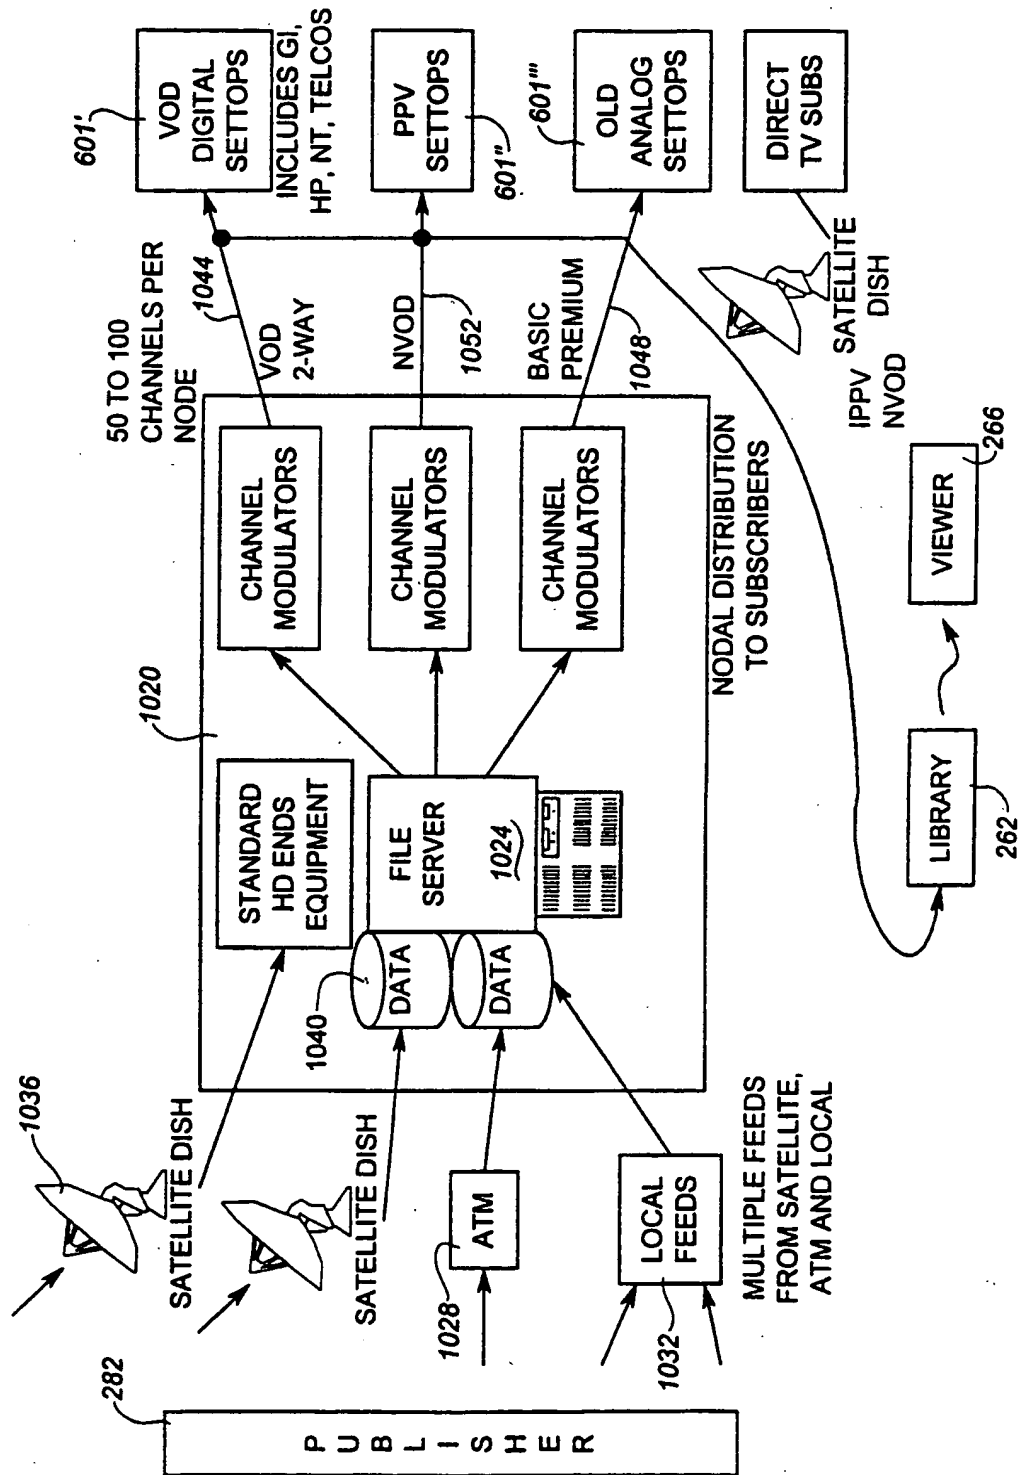 282
PUBLISHER
1036
SATELLITE DISH
SATELLITE DISH
1028
ATM
1032
LOCAL
FEEDS
MULTIPLE FEEDS
FROM SATELLITE,
ATM AND LOCAL
1020
STANDARD
HD ENDS
EQUIPMENT
1040
DATA
DATA
FILE
SERVER
1024
CHANNEL
MODULATORS
CHANNEL
MODULATORS
CHANNEL
MODULATORS
NODAL DISTRIBUTION
TO SUBSCRIBERS
50 TO 100
CHANNELS PER
NODE
1044
VOD
2-WAY
NVOD
1052
BASIC
PREMIUM
1048
601'
VOD
DIGITAL
SETTOPS
INCLUDES GI,
HP, NT, TELCOS
PPV
SETTOPS
601"
601'''
OLD
ANALOG
SETTOPS
DIRECT
TV SUBS
SATELLITE
DISH
IPPV
NVOD
LIBRARY
262
VIEWER
266